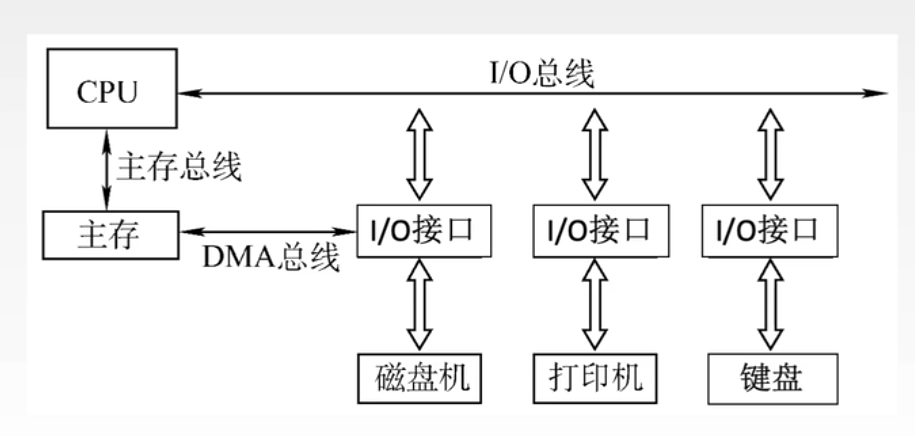 I/O总线
CPU
主存总线
主存
DMA总线
I/O接口
I/O接口
I/O接口
磁盘机
打印机
键盘